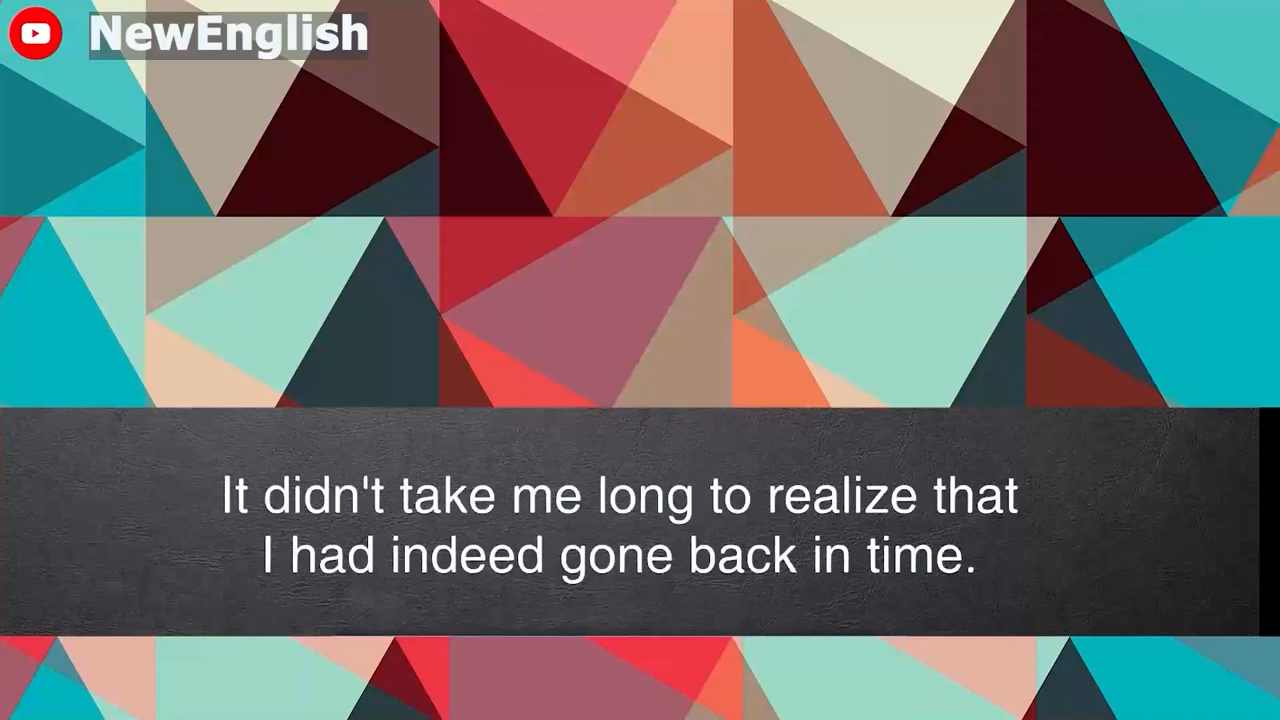 NewEnglish
It didn't take me long to realize that
I had indeed gone back in time.